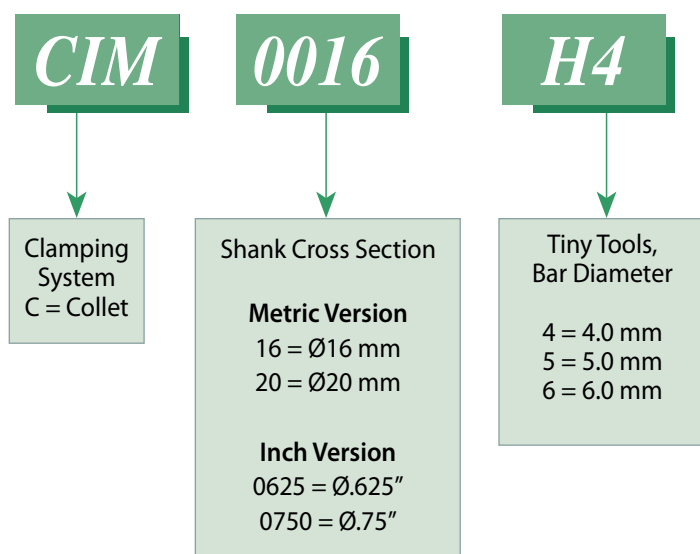 CIM 0016 H4
Clamping
System
C = Collet
Shank Cross Section
Metric Version
16 = Ø16 mm
20 = Ø20 mm
Inch Version
0625 = Ø.625″
0750 = Ø.75″
Tiny Tools,
Bar Diameter
4 = 4.0 mm
5 = 5.0 mm
6 = 6.0 mm